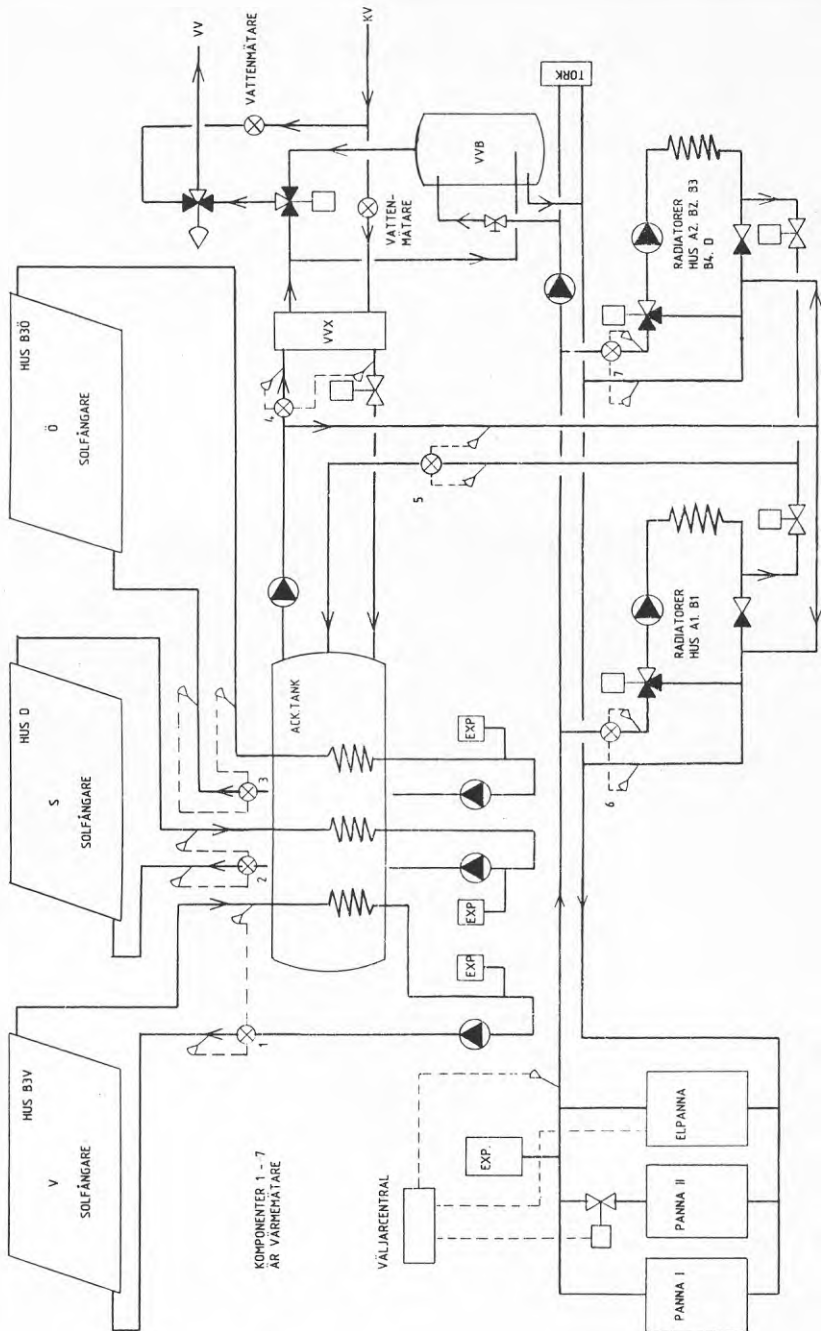 HUS B3V
V
SOLFÅNGARE
HUS D
S
SOLFÅNGARE
HUS B3Ö
Ö
SOLFÅNGARE
VV
VATTENMÄTARE
KV
VATTEN-
MÄTARE
VVB
VVX
TORK
1
2
3
4
5
6
7
ACK.TANK
EXP
EXP
EXP
KOMPONENTER 1 - 7
ÄR VÄRMEMÄTARE
VÄLJARCENTRAL
EXP.
PANNA I
PANNA II
ELPANNA
RADIATORER
HUS A1. B1
RADIATORER
HUS A2. B2. B3
B4. D